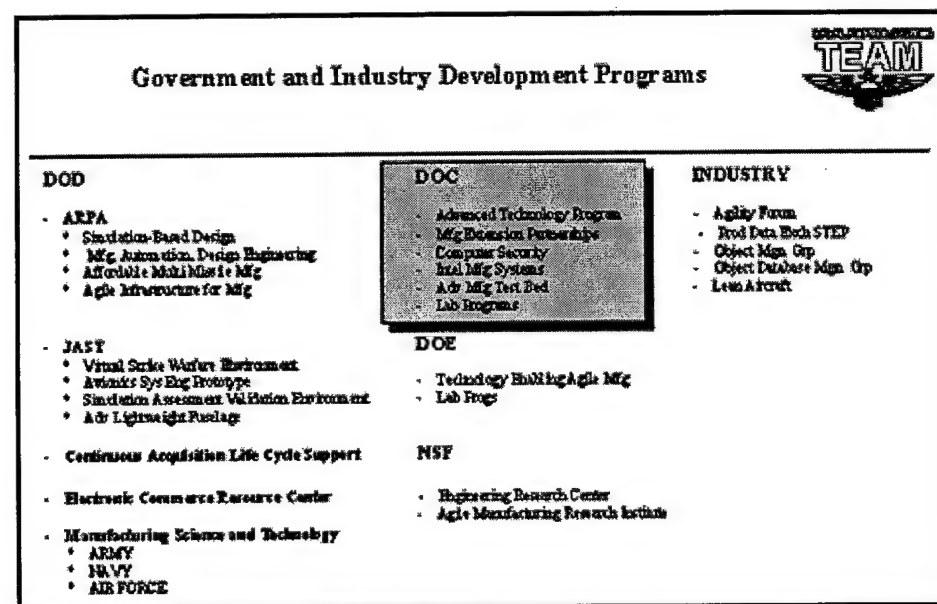 TEAM
Government and Industry Development Programs
DOD
- ARPA
* Simulation-Based Design
* Mfg Automation, Design Engineering
* Affordable Multi Missile Mfg
* Agile Infrastructure for Mfg
- JAST
* Virtual Strike Warfare Environment
* Avionics Sys Eng Prototype
* Simulation Assessment Validation Environment
* Adv Lightweight Fuselage
- Continuous Acquisition Life Cycle Support
- Electronic Commerce Resource Center
- Manufacturing Science and Technology
* ARMY
* NAVY
* AIR FORCE
DOC
- Advanced Technology Program
- Mfg Extension Partnerships
- Computer Security
- Intel Mfg Systems
- Adv Mfg Test Bed
- Lab Programs
DOE
- Technology Enabling Agile Mfg
- Lab Progs
NSF
- Engineering Research Center
- Agile Manufacturing Research Institute
INDUSTRY
- Agility Forum
- Prod Data Exch STEP
- Object Mgn. Grp
- Object Database Mgn. Grp
- Lean Aircraft